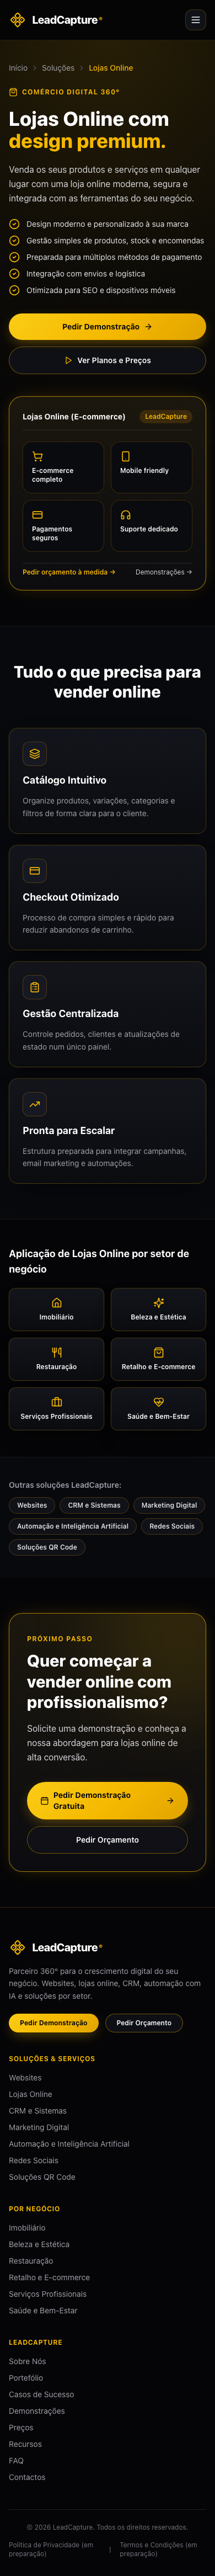 LeadCapture®
Início > Soluções > Lojas Online
COMÉRCIO DIGITAL 360º
Lojas Online com
design premium.
Venda os seus produtos e serviços em qualquer
lugar com uma loja online moderna, segura e
integrada com as ferramentas do seu negócio.
Design moderno e personalizado à sua marca
Gestão simples de produtos, stock e encomendas
Preparada para múltiplos métodos de pagamento
Integração com envios e logística
Otimizada para SEO e dispositivos móveis
Pedir Demonstração →
Ver Planos e Preços
Lojas Online (E-commerce)
LeadCapture
E-commerce
completo
Mobile friendly
Pagamentos
seguros
Suporte dedicado
Pedir orçamento à medida →
Demonstrações →
Tudo o que precisa para
vender online
Catálogo Intuitivo
Organize produtos, variações, categorias e
filtros de forma clara para o cliente.
Checkout Otimizado
Processo de compra simples e rápido para
reduzir abandonos de carrinho.
Gestão Centralizada
Controle pedidos, clientes e atualizações de
estado num único painel.
Pronta para Escalar
Estrutura preparada para integrar campanhas,
email marketing e automações.
Aplicação de Lojas Online por setor de
negócio
Imobiliário
Beleza e Estética
Restauração
Retalho e E-commerce
Serviços Profissionais
Saúde e Bem-Estar
Outras soluções LeadCapture:
Websites
CRM e Sistemas
Marketing Digital
Automação e Inteligência Artificial
Redes Sociais
Soluções QR Code
PRÓXIMO PASSO
Quer começar a
vender online com
profissionalismo?
Solicite uma demonstração e conheça a
nossa abordagem para lojas online de
alta conversão.
Pedir Demonstração
Gratuita →
Pedir Orçamento
LeadCapture®
Parceiro 360º para o crescimento digital do seu
negócio. Websites, lojas online, CRM, automação com
IA e soluções por setor.
Pedir Demonstração
Pedir Orçamento
SOLUÇÕES & SERVIÇOS
Websites
Lojas Online
CRM e Sistemas
Marketing Digital
Automação e Inteligência Artificial
Redes Sociais
Soluções QR Code
POR NEGÓCIO
Imobiliário
Beleza e Estética
Restauração
Retalho e E-commerce
Serviços Profissionais
Saúde e Bem-Estar
LEADCAPTURE
Sobre Nós
Portefólio
Casos de Sucesso
Demonstrações
Preços
Recursos
FAQ
Contactos
© 2026 LeadCapture. Todos os direitos reservados.
Política de Privacidade (em
preparação)
|
Termos e Condições (em
preparação)